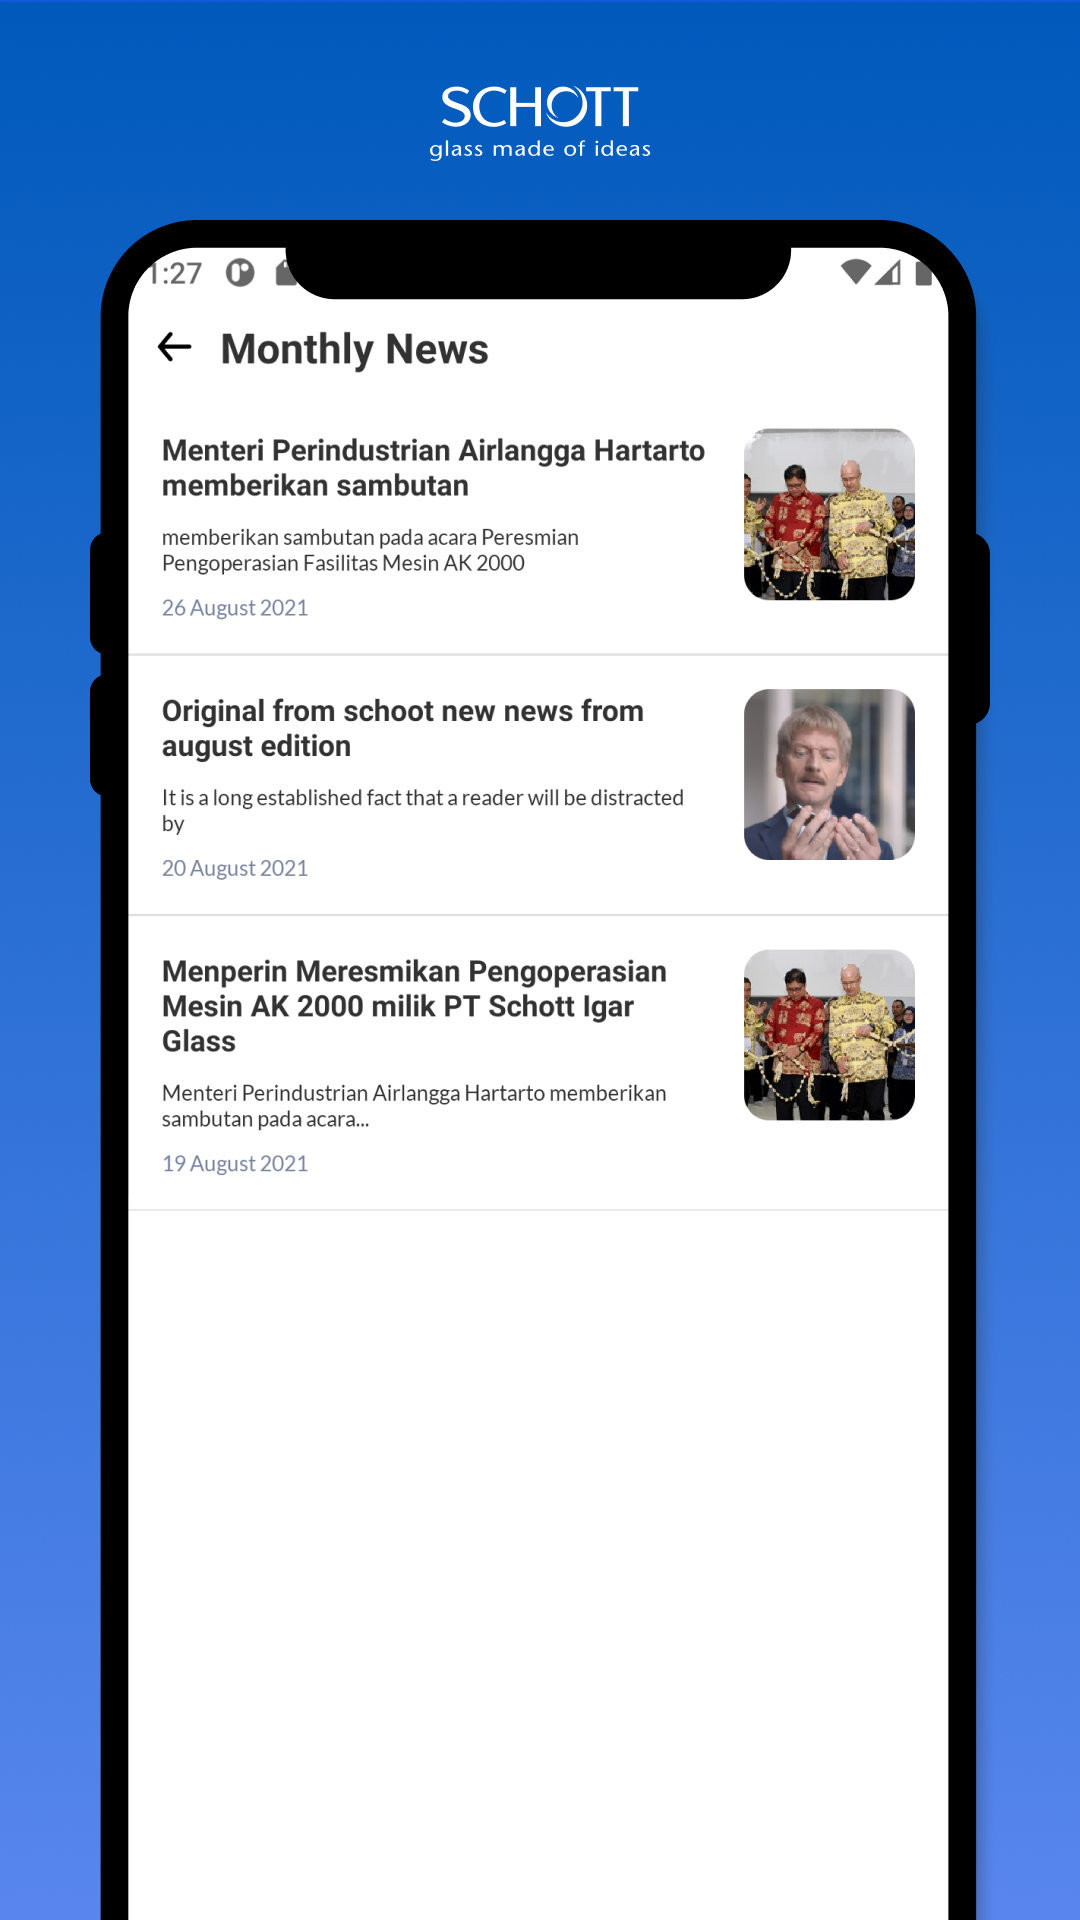 SCHOTT
glass made of ideas
1:27
Monthly News
Menteri Perindustrian Airlangga Hartarto
memberikan sambutan
memberikan sambutan pada acara Peresmian
Pengoperasian Fasilitas Mesin AK 2000
26 August 2021
Original from schoot new news from
august edition
It is a long established fact that a reader will be distracted
by
20 August 2021
Menperin Meresmikan Pengoperasian
Mesin AK 2000 milik PT Schott Igar
Glass
Menteri Perindustrian Airlangga Hartarto memberikan
sambutan pada acara...
19 August 2021